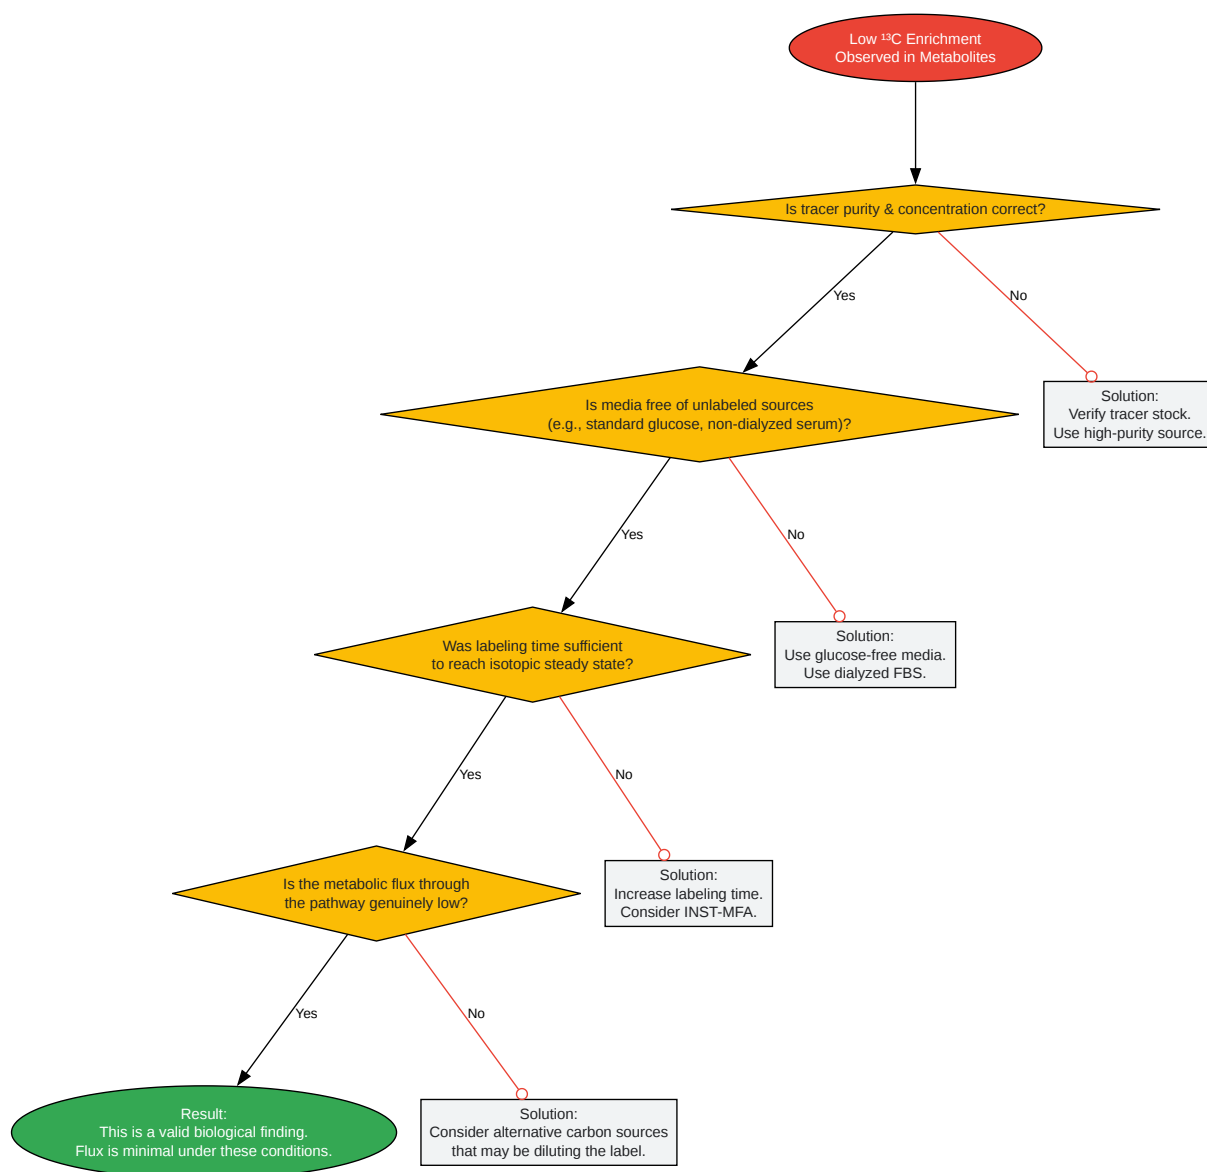 Low ¹³C Enrichment
Observed in Metabolites
Is tracer purity & concentration correct?
Yes
No
Is media free of unlabeled sources
(e.g., standard glucose, non-dialyzed serum)?
Solution:
Verify tracer stock.
Use high-purity source.
Yes
No
Was labeling time sufficient
to reach isotopic steady state?
Solution:
Use glucose-free media.
Use dialyzed FBS.
Yes
No
Is the metabolic flux through
the pathway genuinely low?
Solution:
Increase labeling time.
Consider INST-MFA.
Yes
No
Result:
This is a valid biological finding.
Flux is minimal under these conditions.
Solution:
Consider alternative carbon sources
that may be diluting the label.